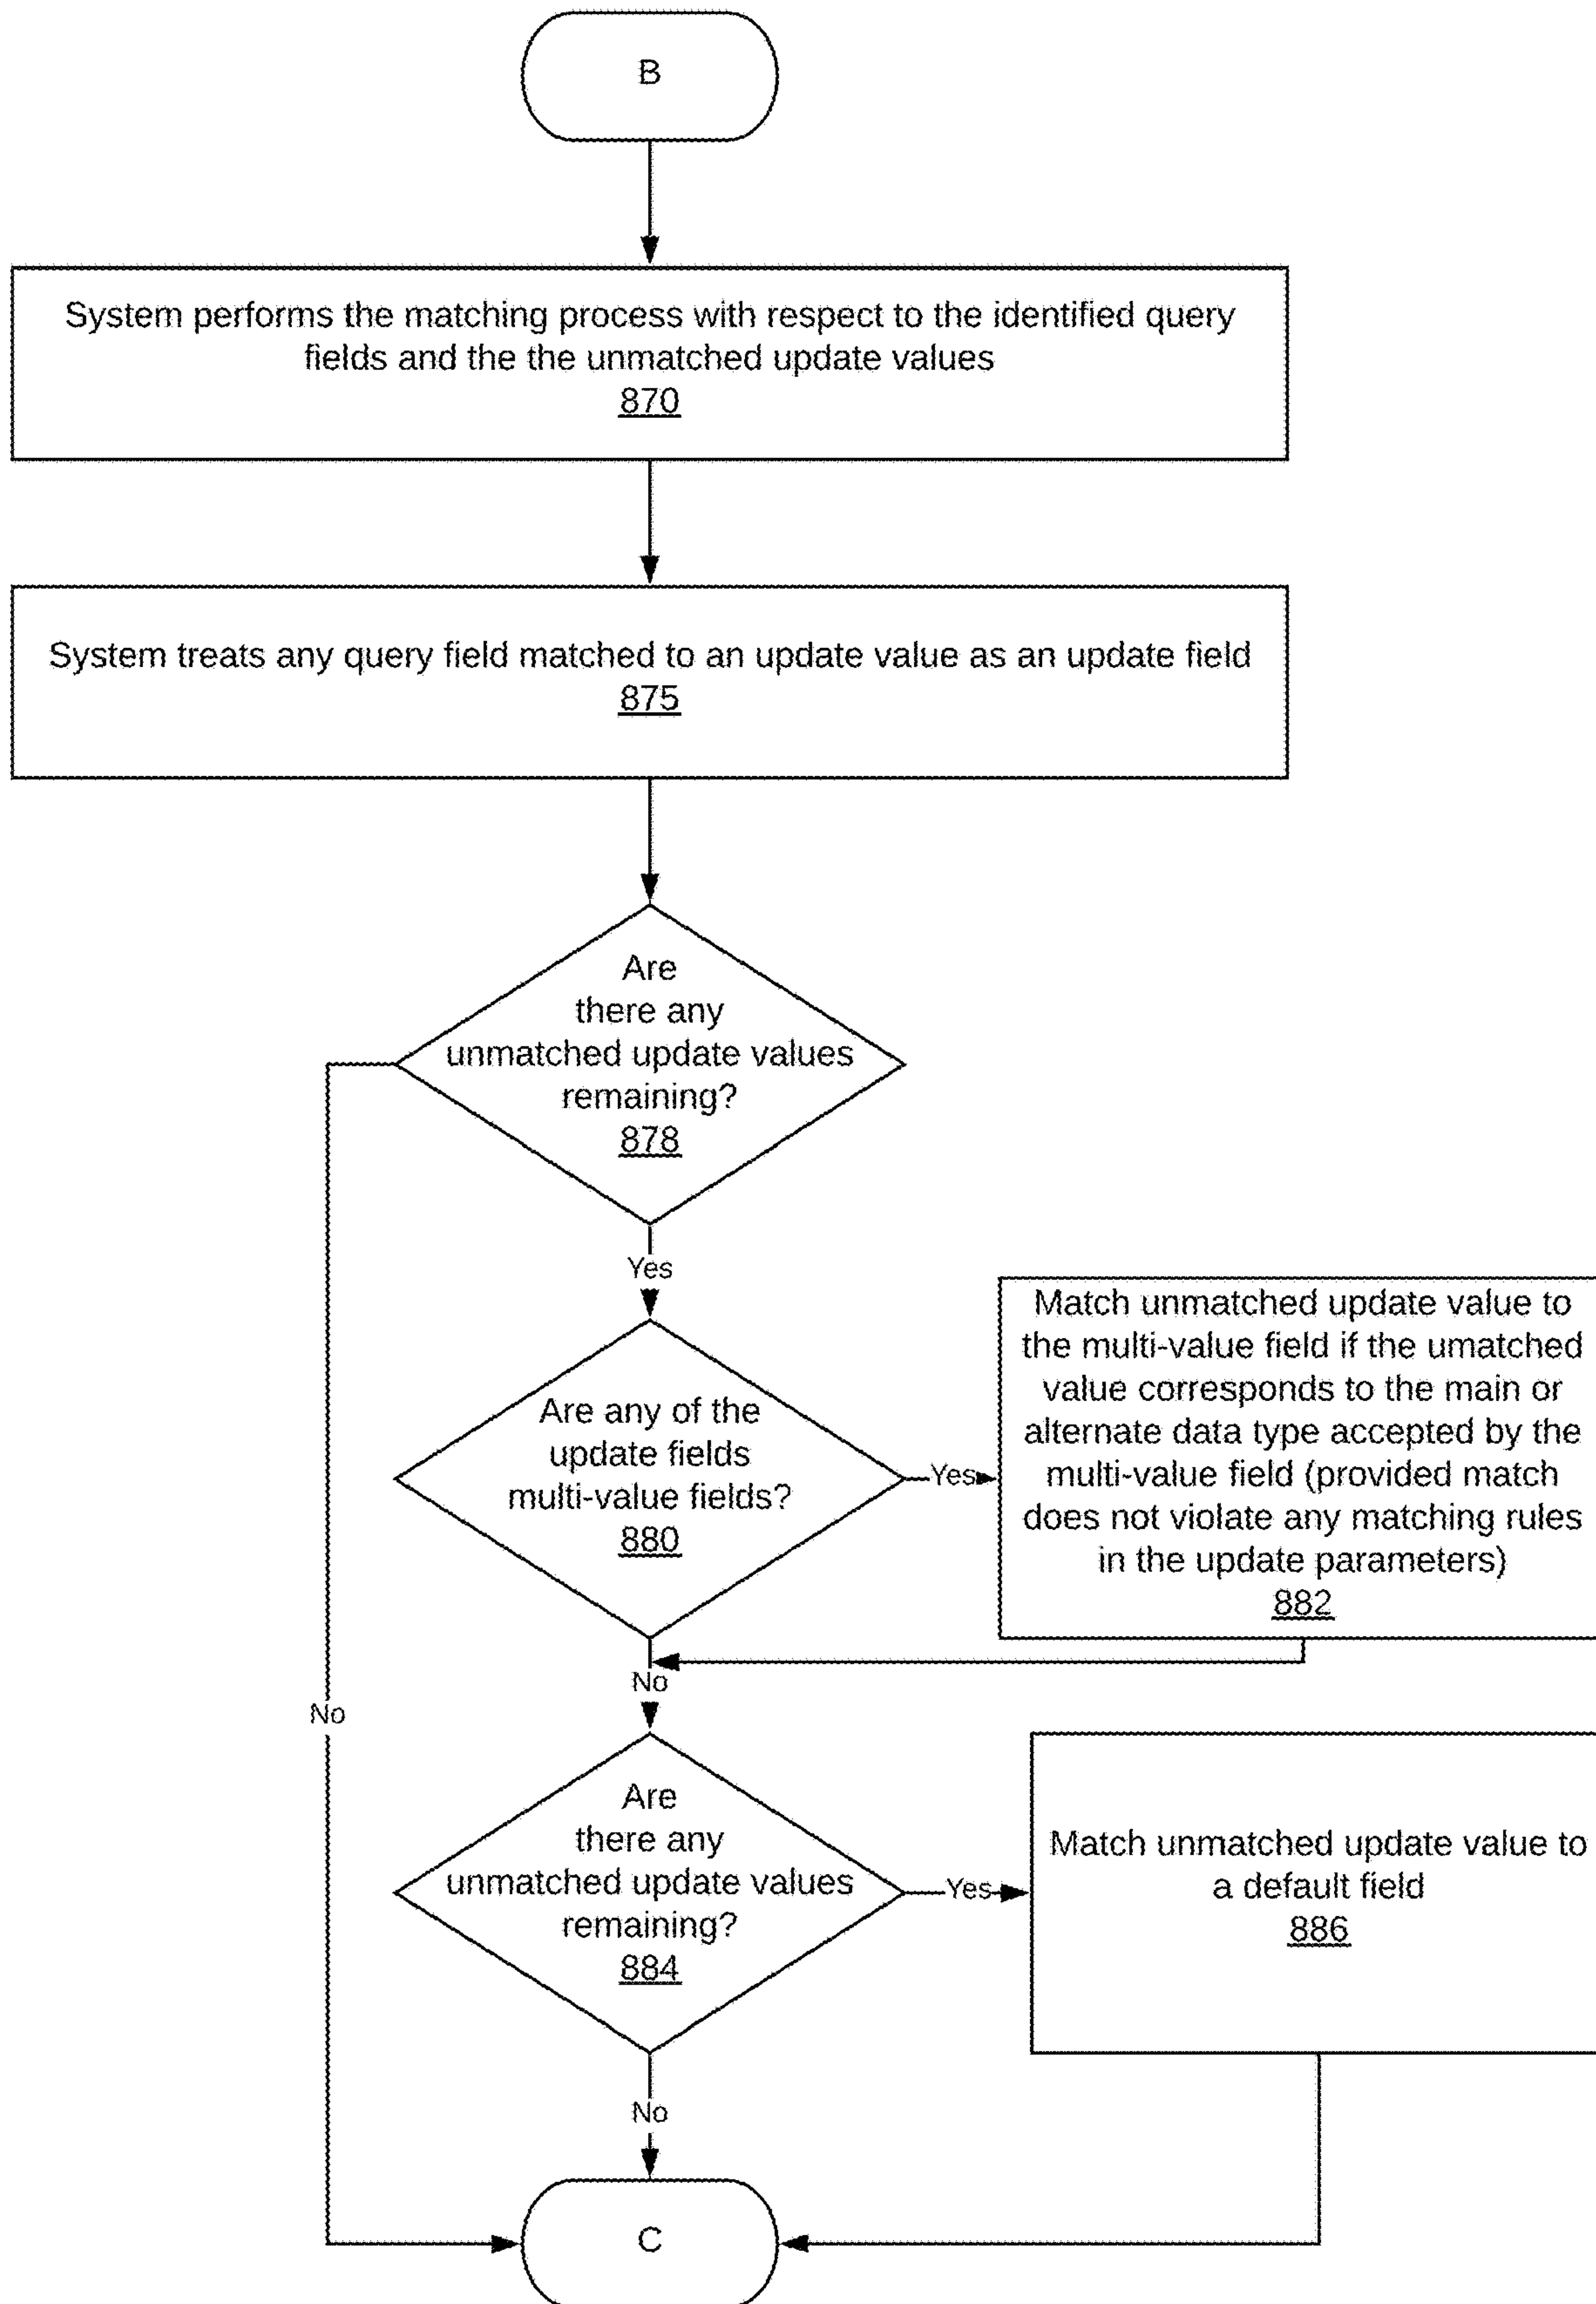 B
System performs the matching process with respect to the identified query
fields and the the unmatched update values
870
System treats any query field matched to an update value as an update field
875
Are
there any
unmatched update values
remaining?
878
Yes
Are any of the
update fields
multi-value fields?
880
Yes
Match unmatched update value to
the multi-value field if the umatched
value corresponds to the main or
alternate data type accepted by the
multi-value field (provided match
does not violate any matching rules
in the update parameters)
882
No
No
Are
there any
unmatched update values
remaining?
884
Yes
Match unmatched update value to
a default field
886
No
C